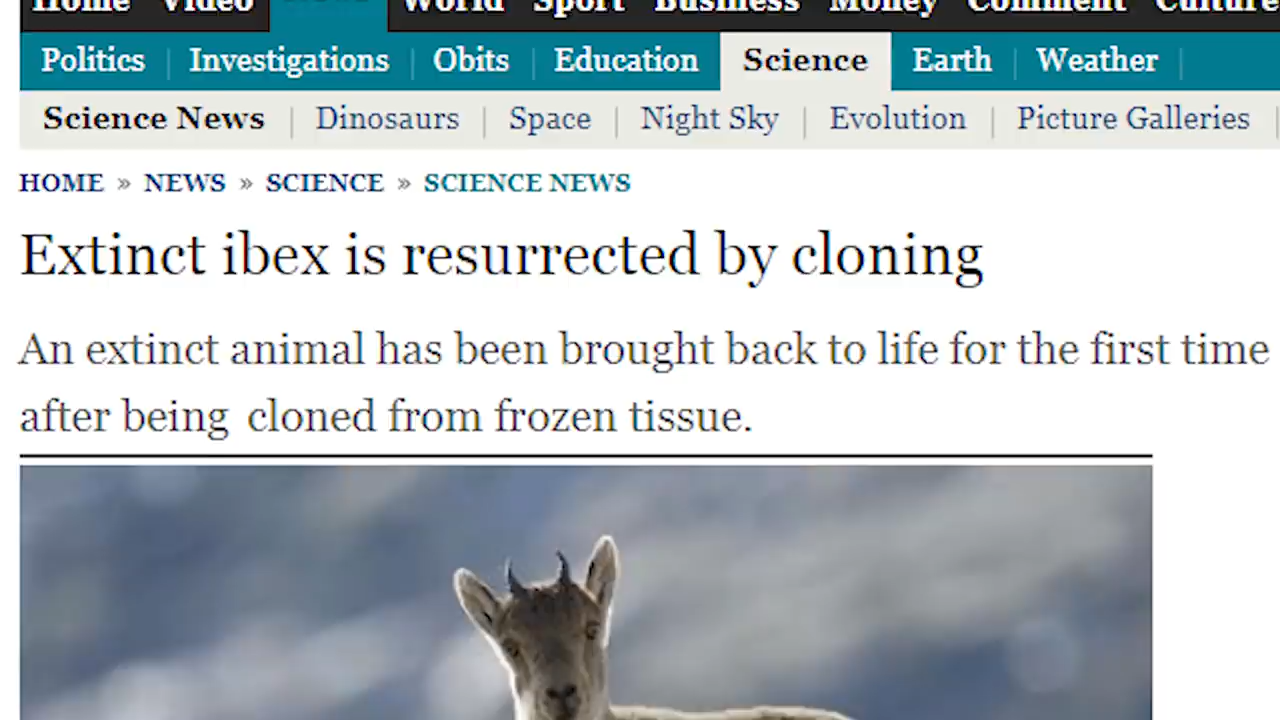 Home Video World Sport Business Money Comment Culture
Politics Investigations Obits Education Science Earth Weather
Science News Dinosaurs Space Night Sky Evolution Picture Galleries
HOME » NEWS » SCIENCE » SCIENCE NEWS
Extinct ibex is resurrected by cloning
An extinct animal has been brought back to life for the first time
after being cloned from frozen tissue.